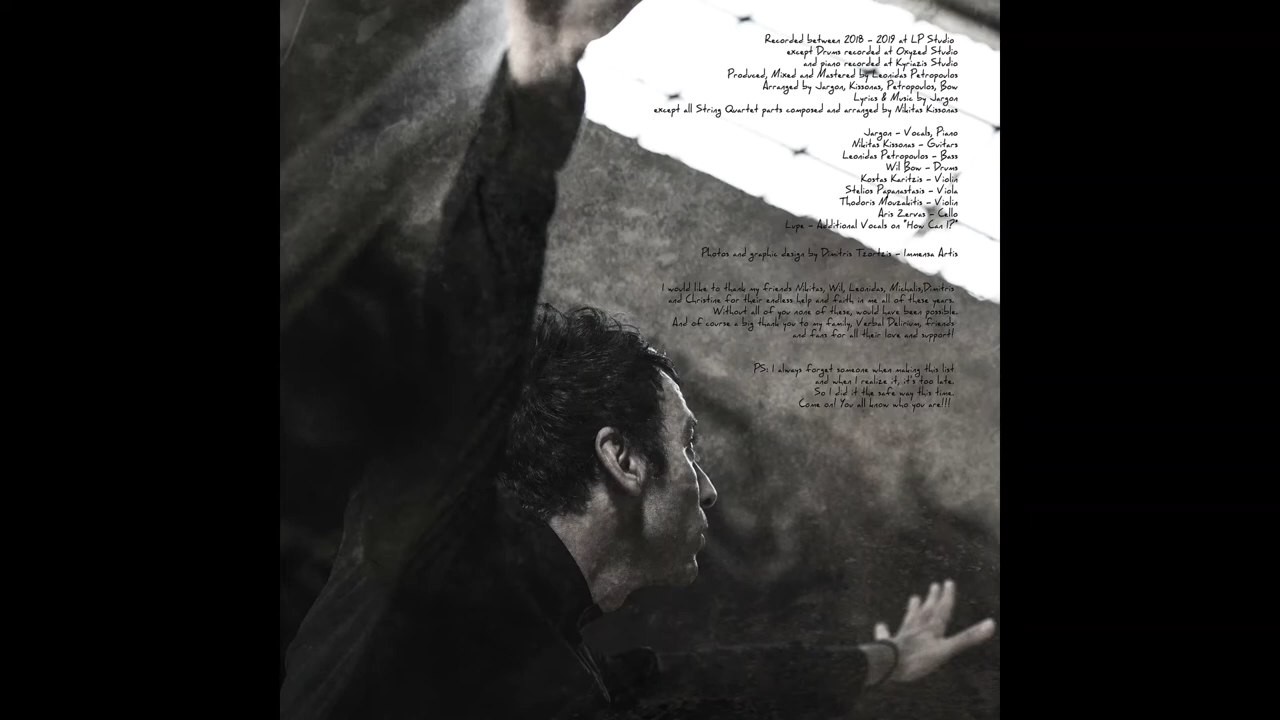 Recorded between 2018 - 2019 at LP Studio
except Drums recorded at Oxyzed Studio
and piano recorded at Kyriazis Studio
Produced, Mixed and Mastered by Leonidas Petropoulos
Arranged by Jargon, Kissonas, Petropoulos, Bow
Lyrics & Music by Jargon
except all String Quartet parts composed and arranged by Nikitas Kissonas
Jargon - Vocals, Piano
Nikitas Kissonas - Guitars
Leonidas Petropoulos - Bass
Wil Bow - Drums
Kostas Karitzis - Violin
Stelios Papanastasis - Viola
Thodoris Mouzakitis - Violin
Aris Zervas - Cello
Lupe - Additional Vocals on "How Can I?"
Photos and graphic design by Dimitris Tzortzis - Immensa Artis
I would like to thank my friends Nikitas, Wil, Leonidas, Michalis,Dimitris
and Christine for their endless help and faith in me all of these years.
Without all of you none of these, would have been possible.
And of course a big thank you to my family, Verbal Delirium, friends
and fans for all their love and support!
PS: I always forget someone when making this list
and when I realize it, it's too late.
So I did it the safe way this time.
Come on! You all know who you are!!!